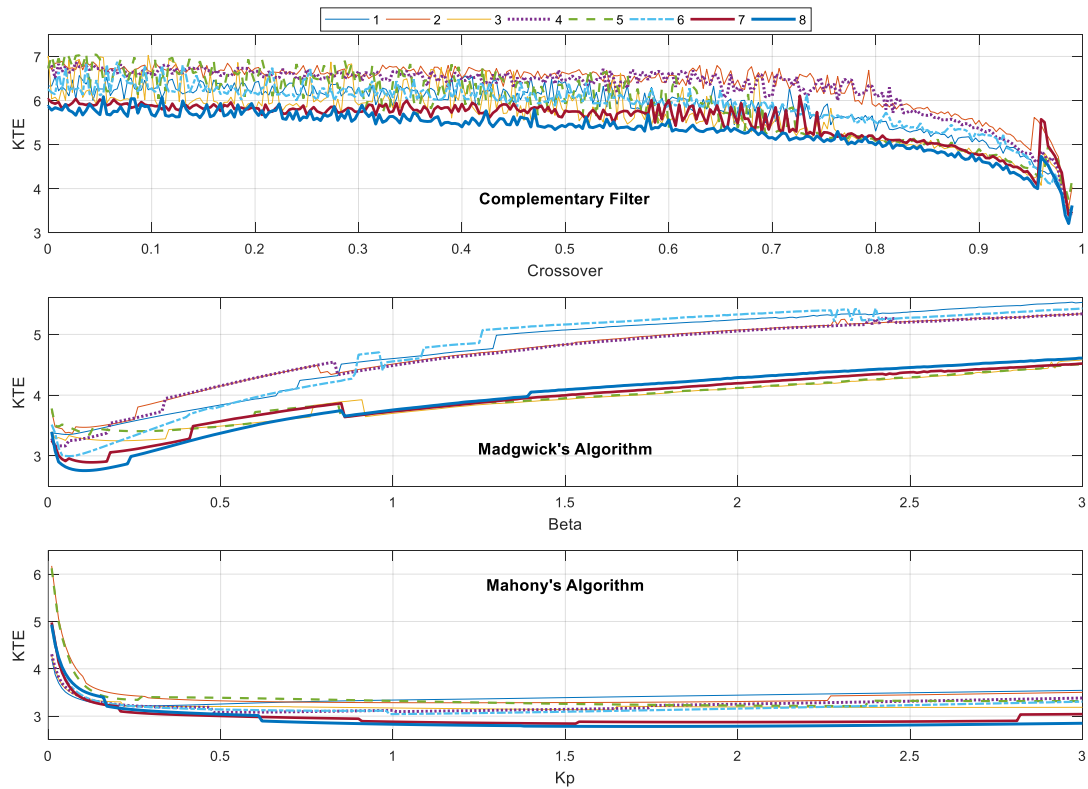 1 2 3 4 5 6 7 8
7
6
5
4
3
KTE
Complementary Filter
0 0.1 0.2 0.3 0.4 0.5 0.6 0.7 0.8 0.9 1
Crossover
5
4
3
KTE
Madgwick's Algorithm
0 0.5 1 1.5 2 2.5 3
Beta
6
5
4
3
KTE
Mahony's Algorithm
0 0.5 1 1.5 2 2.5 3
Kp